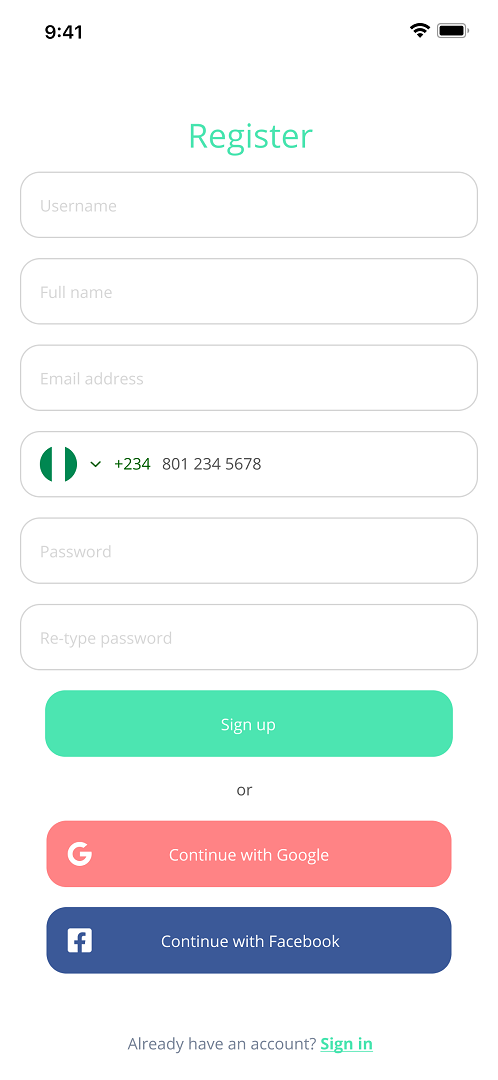 9:41
Register
Username
Full name
Email address
+234 801 234 5678
Password
Re-type password
Sign up
or
Continue with Google
Continue with Facebook
Already have an account? Sign in